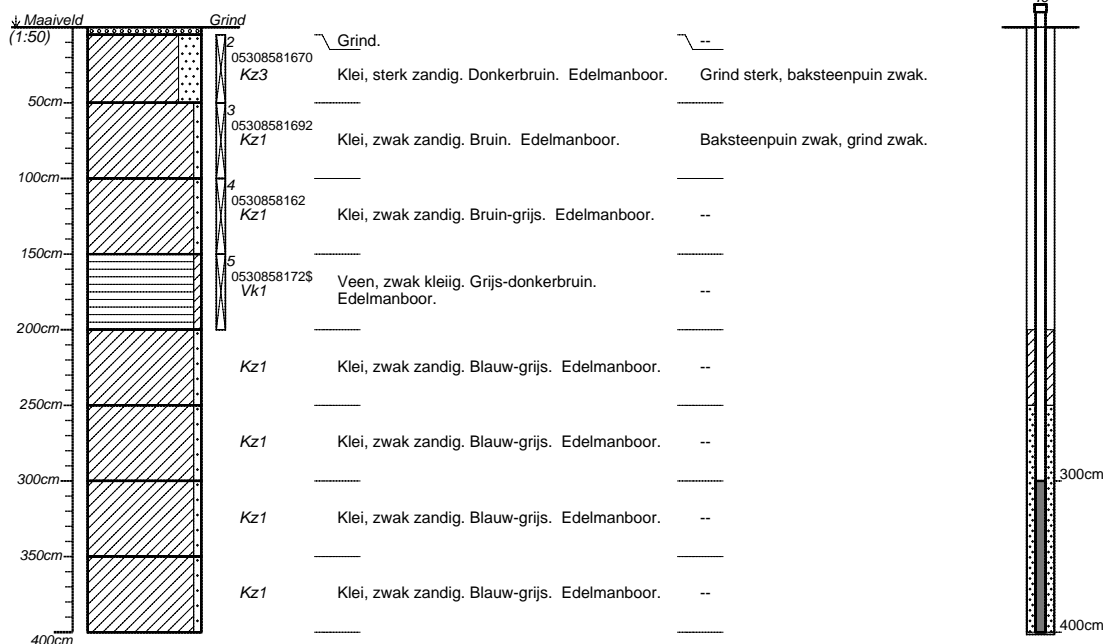 Maaiveld
Grind
(1:50)
2
Grind.
--
05308581670
Kz3
Klei, sterk zandig. Donkerbruin. Edelmanboor.
Grind sterk, baksteenpuin zwak.
50cm
3
05308581692
Kz1
Klei, zwak zandig. Bruin. Edelmanboor.
Baksteenpuin zwak, grind zwak.
100cm
4
0530858162
Kz1
Klei, zwak zandig. Bruin-grijs. Edelmanboor.
--
150cm
5
0530858172$
Vk1
Veen, zwak kleiig. Grijs-donkerbruin.
Edelmanboor.
--
200cm
Kz1
Klei, zwak zandig. Blauw-grijs. Edelmanboor.
--
250cm
Kz1
Klei, zwak zandig. Blauw-grijs. Edelmanboor.
--
300cm
300cm
Kz1
Klei, zwak zandig. Blauw-grijs. Edelmanboor.
--
350cm
Kz1
Klei, zwak zandig. Blauw-grijs. Edelmanboor.
--
400cm
400cm